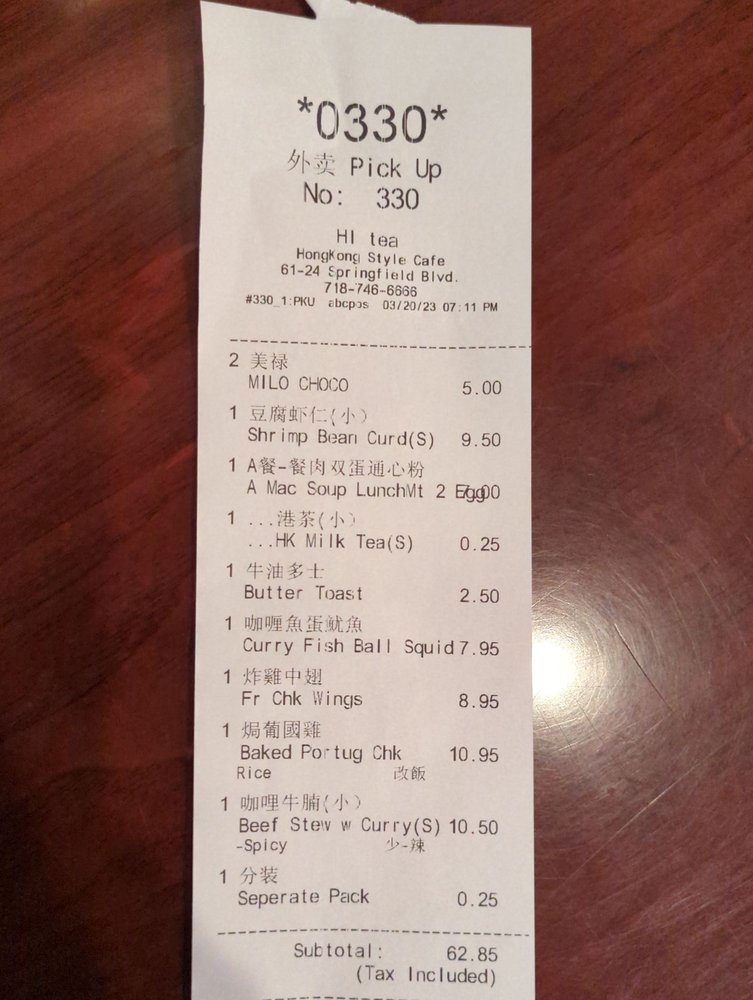 *0330*
外卖 Pick Up
No: 330
HI tea
HongKong Style Cafe
61-24 Springfield Blvd.
718-746-6666
#330_1:PKU abcpos 03/20/23 07:11 PM
2 美禄
MILO CHOCO 5.00
1 豆腐虾仁(小)
Shrimp Bean Curd(S) 9.50
1 A餐-餐肉双蛋通心粉
A Mac Soup LunchMt 2 Egg 7.00
1 ...港茶(小)
...HK Milk Tea(S) 0.25
1 牛油多士
Butter Toast 2.50
1 咖喱魚蛋魷魚
Curry Fish Ball Squid 7.95
1 炸雞中翅
Fr Chk Wings 8.95
1 焗葡國雞
Baked Portug Chk 10.95
Rice 改飯
1 咖哩牛腩(小)
Beef Stew w Curry(S) 10.50
-Spicy 少-辣
1 分装
Seperate Pack 0.25
Subtotal: 62.85
(Tax Included)